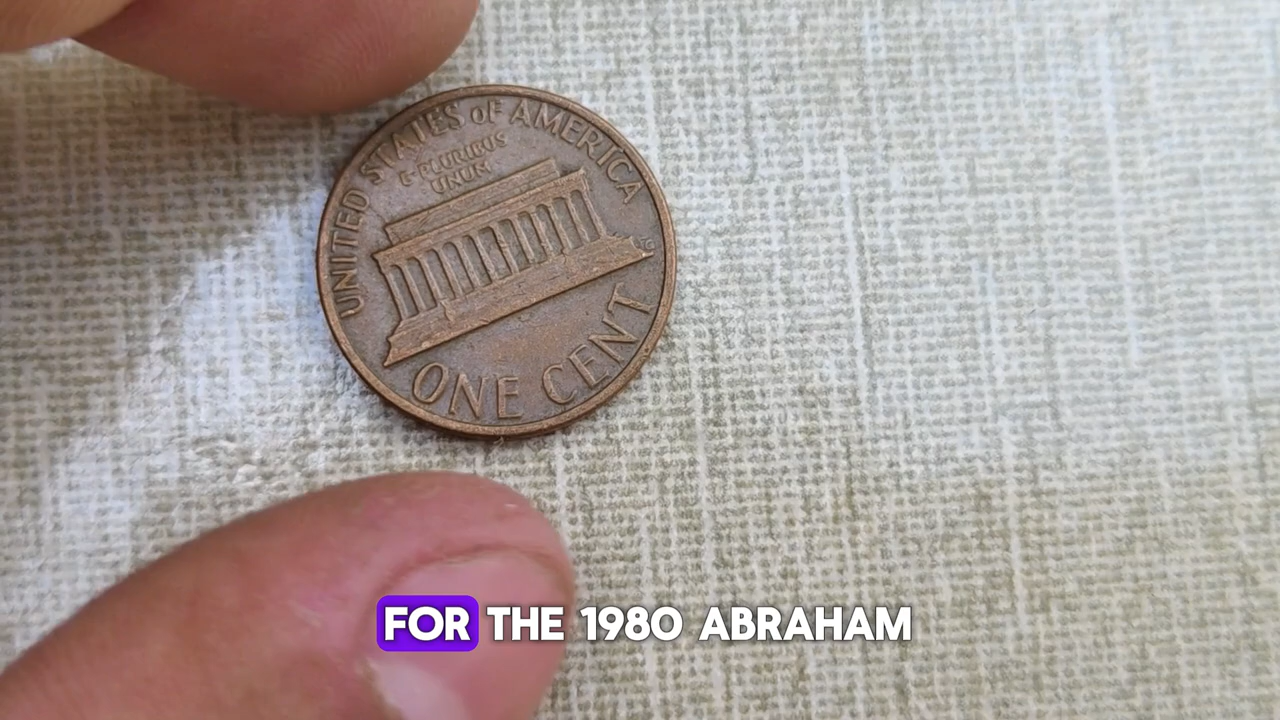 UNITED STATES OF AMERICA
E·PLURIBUS
UNUM
ONE CENT
FOR THE 1980 ABRAHAM